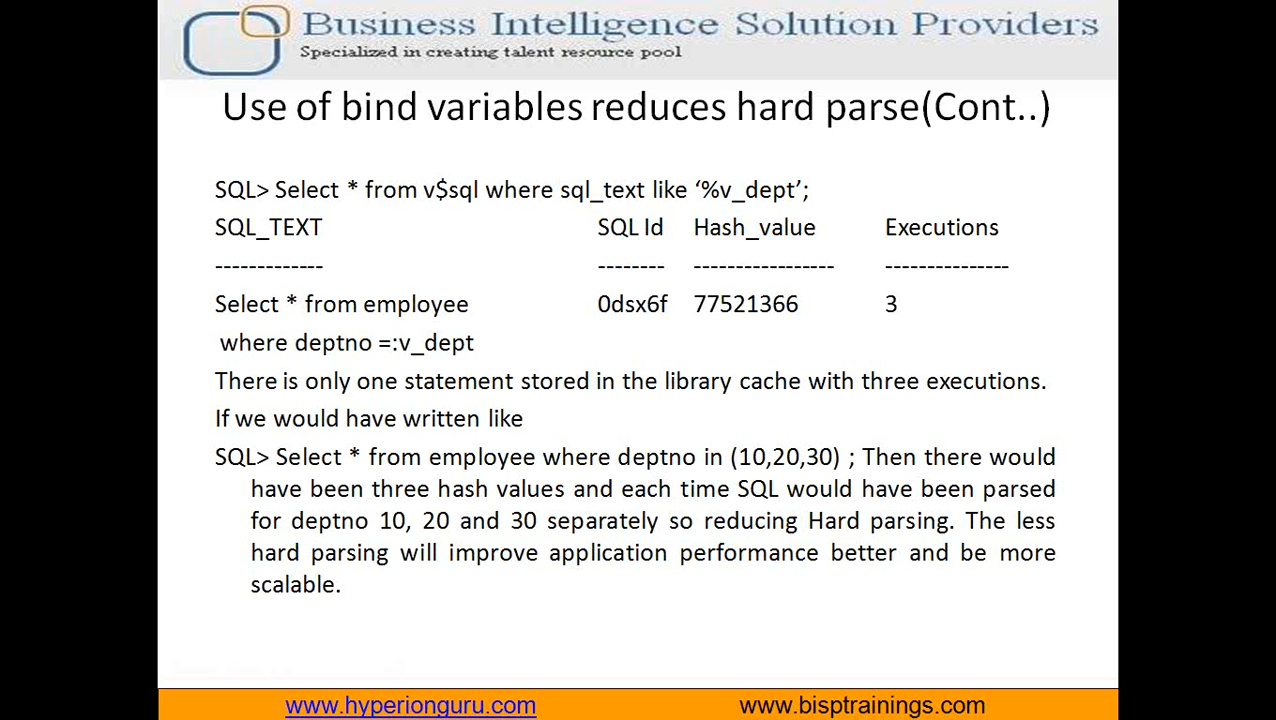 Business Intelligence Solution Providers
Specialized in creating talent resource pool
Use of bind variables reduces hard parse(Cont..)
SQL> Select * from v$sql where sql_text like ‘%v_dept’;
SQL_TEXT SQL Id Hash_value Executions
------------- -------- ----------------- ---------------
Select * from employee 0dsx6f 77521366 3
where deptno =:v_dept
There is only one statement stored in the library cache with three executions.
If we would have written like
SQL> Select * from employee where deptno in (10,20,30) ; Then there would
have been three hash values and each time SQL would have been parsed
for deptno 10, 20 and 30 separately so reducing Hard parsing. The less
hard parsing will improve application performance better and be more
scalable.
www.hyperionguru.com www.bisptrainings.com